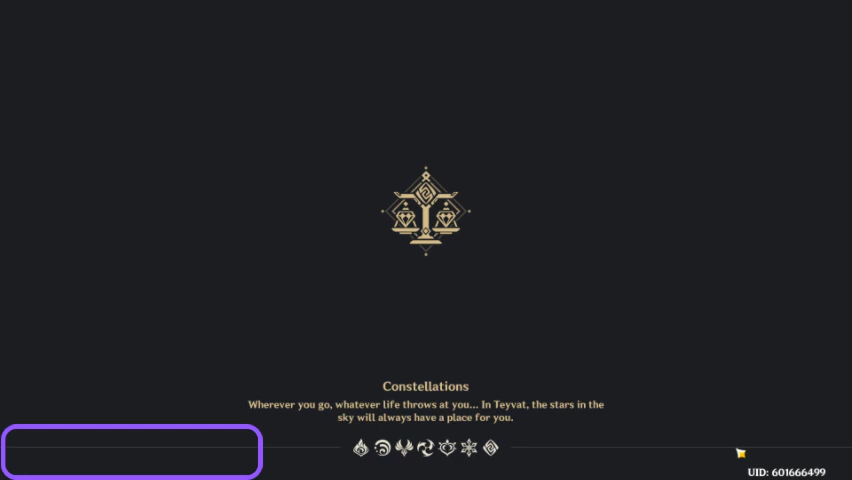 Constellations
Wherever you go, whatever life throws at you... In Teyvat, the stars in the
sky will always have a place for you.
UID: 601666499